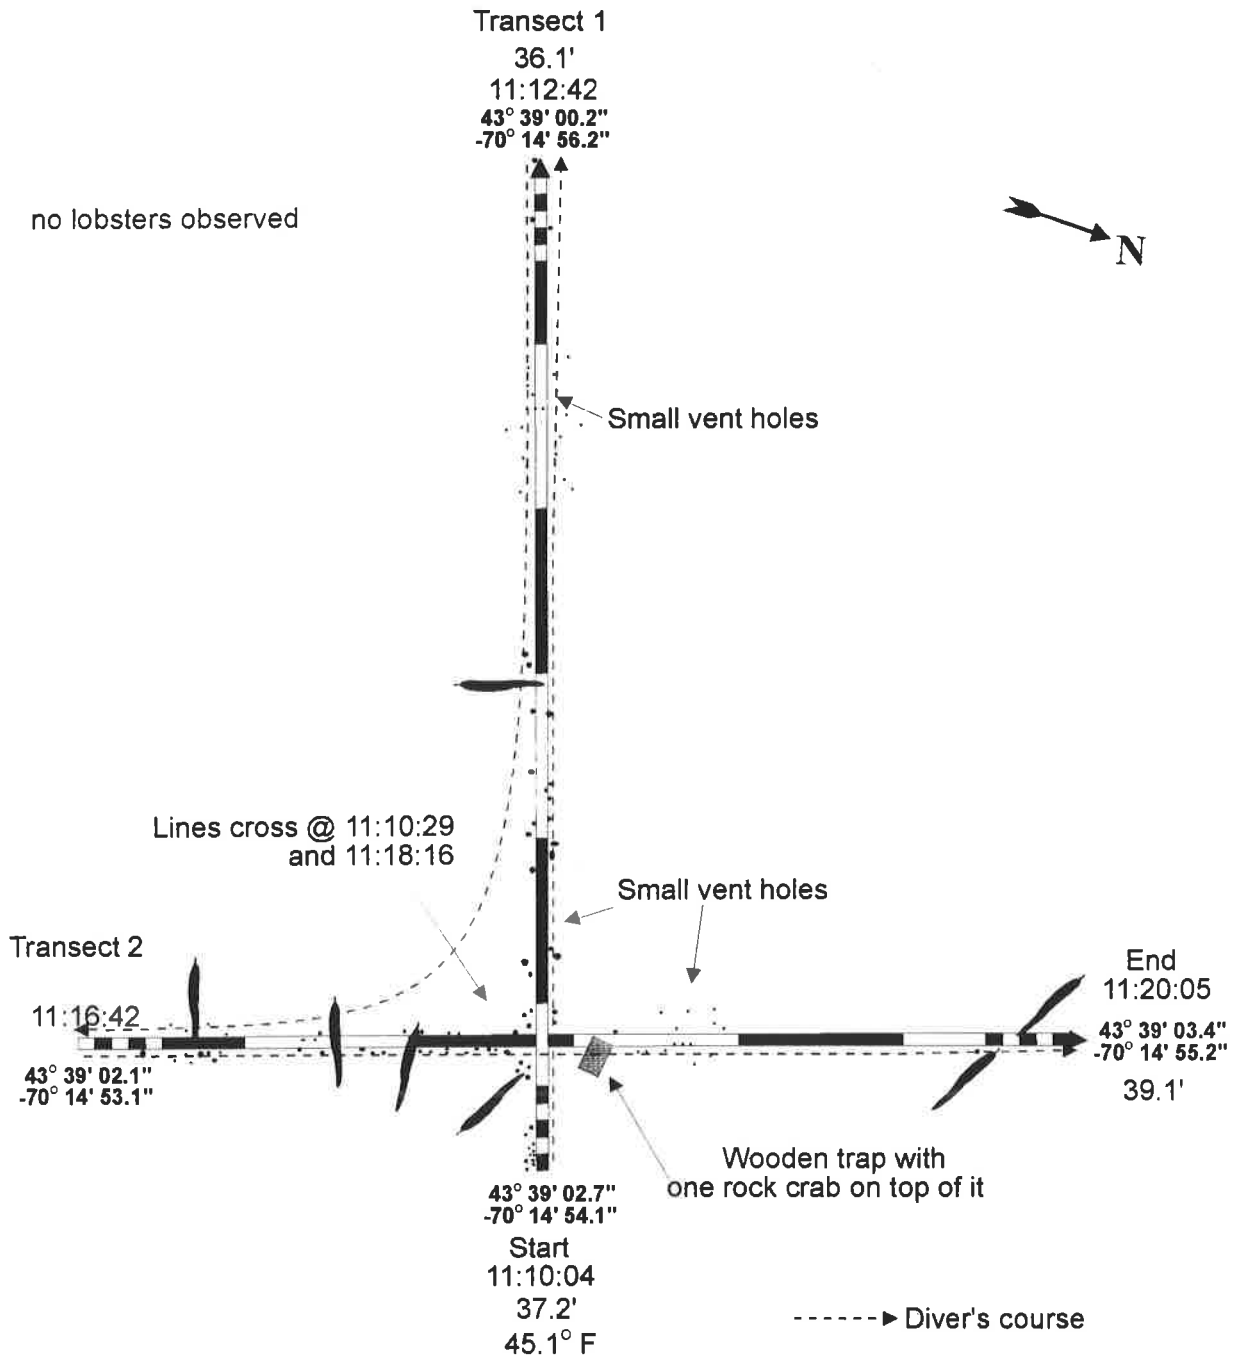 Transect 1
36.1'
11:12:42
43° 39' 00.2"
-70° 14' 56.2"
no lobsters observed
N
Small vent holes
Lines cross @ 11:10:29
and 11:18:16
Small vent holes
Transect 2
11:16:42
43° 39' 02.1"
-70° 14' 53.1"
End
11:20:05
43° 39' 03.4"
-70° 14' 55.2"
39.1'
Wooden trap with
one rock crab on top of it
43° 39' 02.7"
-70° 14' 54.1"
Start
11:10:04
37.2'
45.1° F
Diver's course